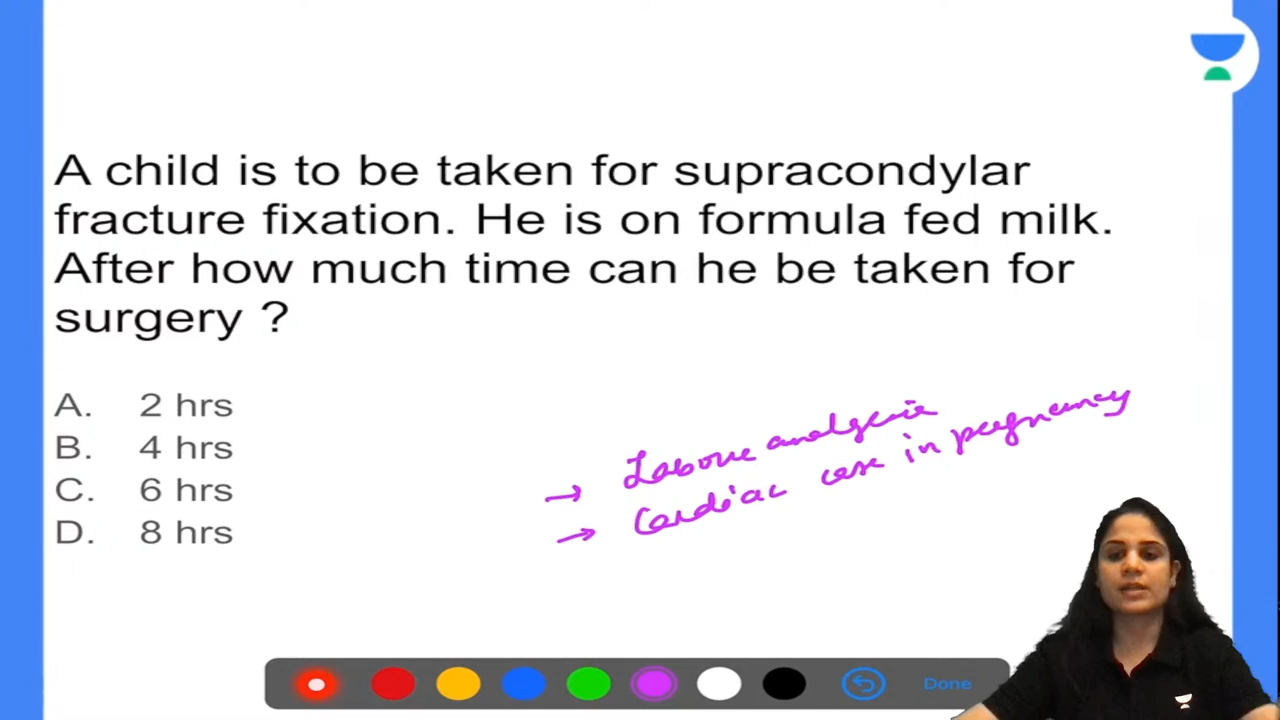 A child is to be taken for supracondylar
fracture fixation. He is on formula fed milk.
After how much time can he be taken for
surgery ?
A. 2 hrs
B. 4 hrs
C. 6 hrs
D. 8 hrs
→ Labour analgesia
→ Cardiac case in pregnancy
Done